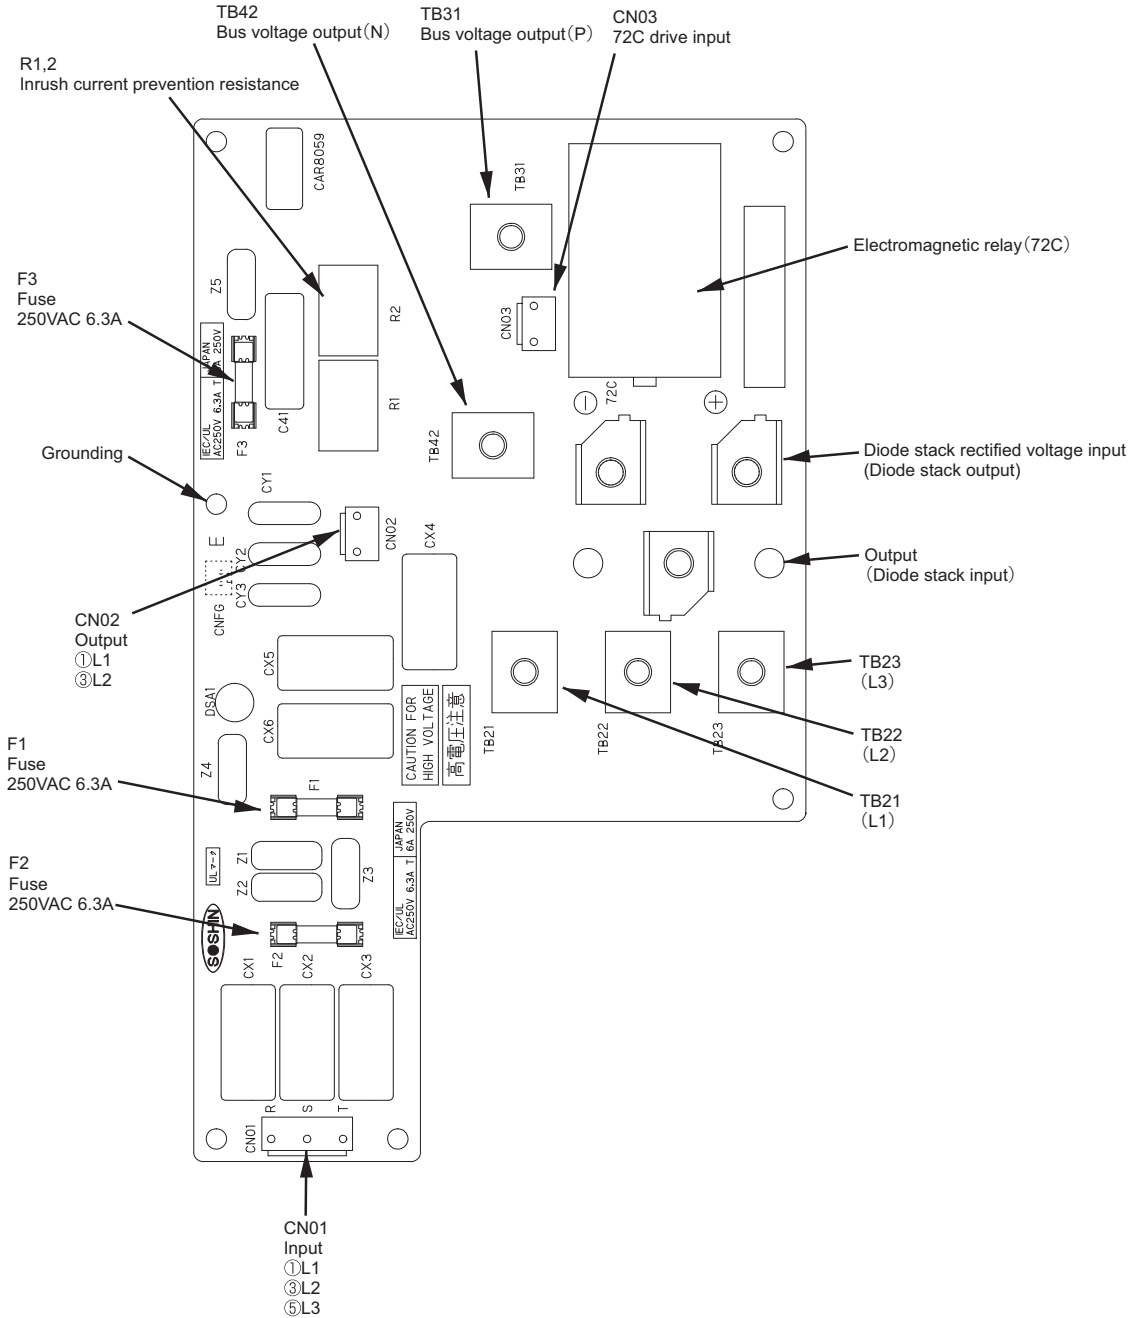 TB42
Bus voltage output(N)
TB31
Bus voltage output(P)
CN03
72C drive input
R1,2
Inrush current prevention resistance
CAR8059
TB31
Electromagnetic relay(72C)
F3
Fuse
250VAC 6.3A
Z5
R2
CN03
JAPAN
A 250V
IEC/UL
AC250V 6.3A T
F3
C41
R1
TB42
72C
Diode stack rectified voltage input
(Diode stack output)
Grounding
CY1
E
CY2
CN02
CX4
Output
(Diode stack input)
CNFG
CY3
CN02
Output
①L1
③L2
CX5
DSA1
CX6
CAUTION FOR
HIGH VOLTAGE
高電圧注意
TB21
TB22
TB23
TB23
(L3)
TB22
(L2)
TB21
(L1)
F1
Fuse
250VAC 6.3A
Z4
F1
JAPAN
6A 250V
IEC/UL
AC250V 6.3A T
ULマーク
Z1
Z2
Z3
F2
Fuse
250VAC 6.3A
SOSHIN
F2
CX1
CX2
CX3
R
S
T
CN01
CN01
Input
①L1
③L2
⑤L3